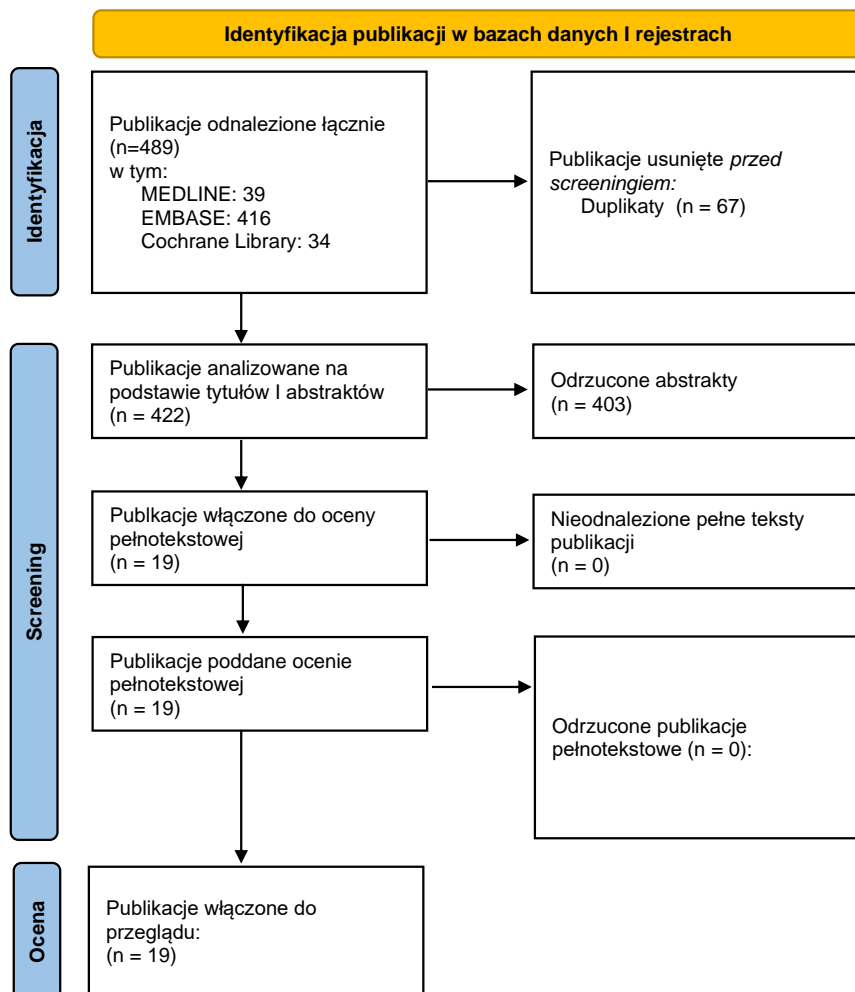 Identyfikacja publikacji w bazach danych I rejestrach
Identyfikacja
Publikacje odnalezione łącznie
(n=489)
w tym:
MEDLINE: 39
EMBASE: 416
Cochrane Library: 34
Publikacje usunięte przed
screeningiem:
Duplikaty (n = 67)
Screening
Publikacje analizowane na
podstawie tytułów I abstraktów
(n = 422)
Odrzucone abstrakty
(n = 403)
Publkacje włączone do oceny
pełnotekstowej
(n = 19)
Nieodnalezione pełne teksty
publikacji
(n = 0)
Publikacje poddane ocenie
pełnotekstowej
(n = 19)
Odrzucone publikacje
pełnotekstowe (n = 0):
Ocena
Publikacje włączone do
przeglądu:
(n = 19)